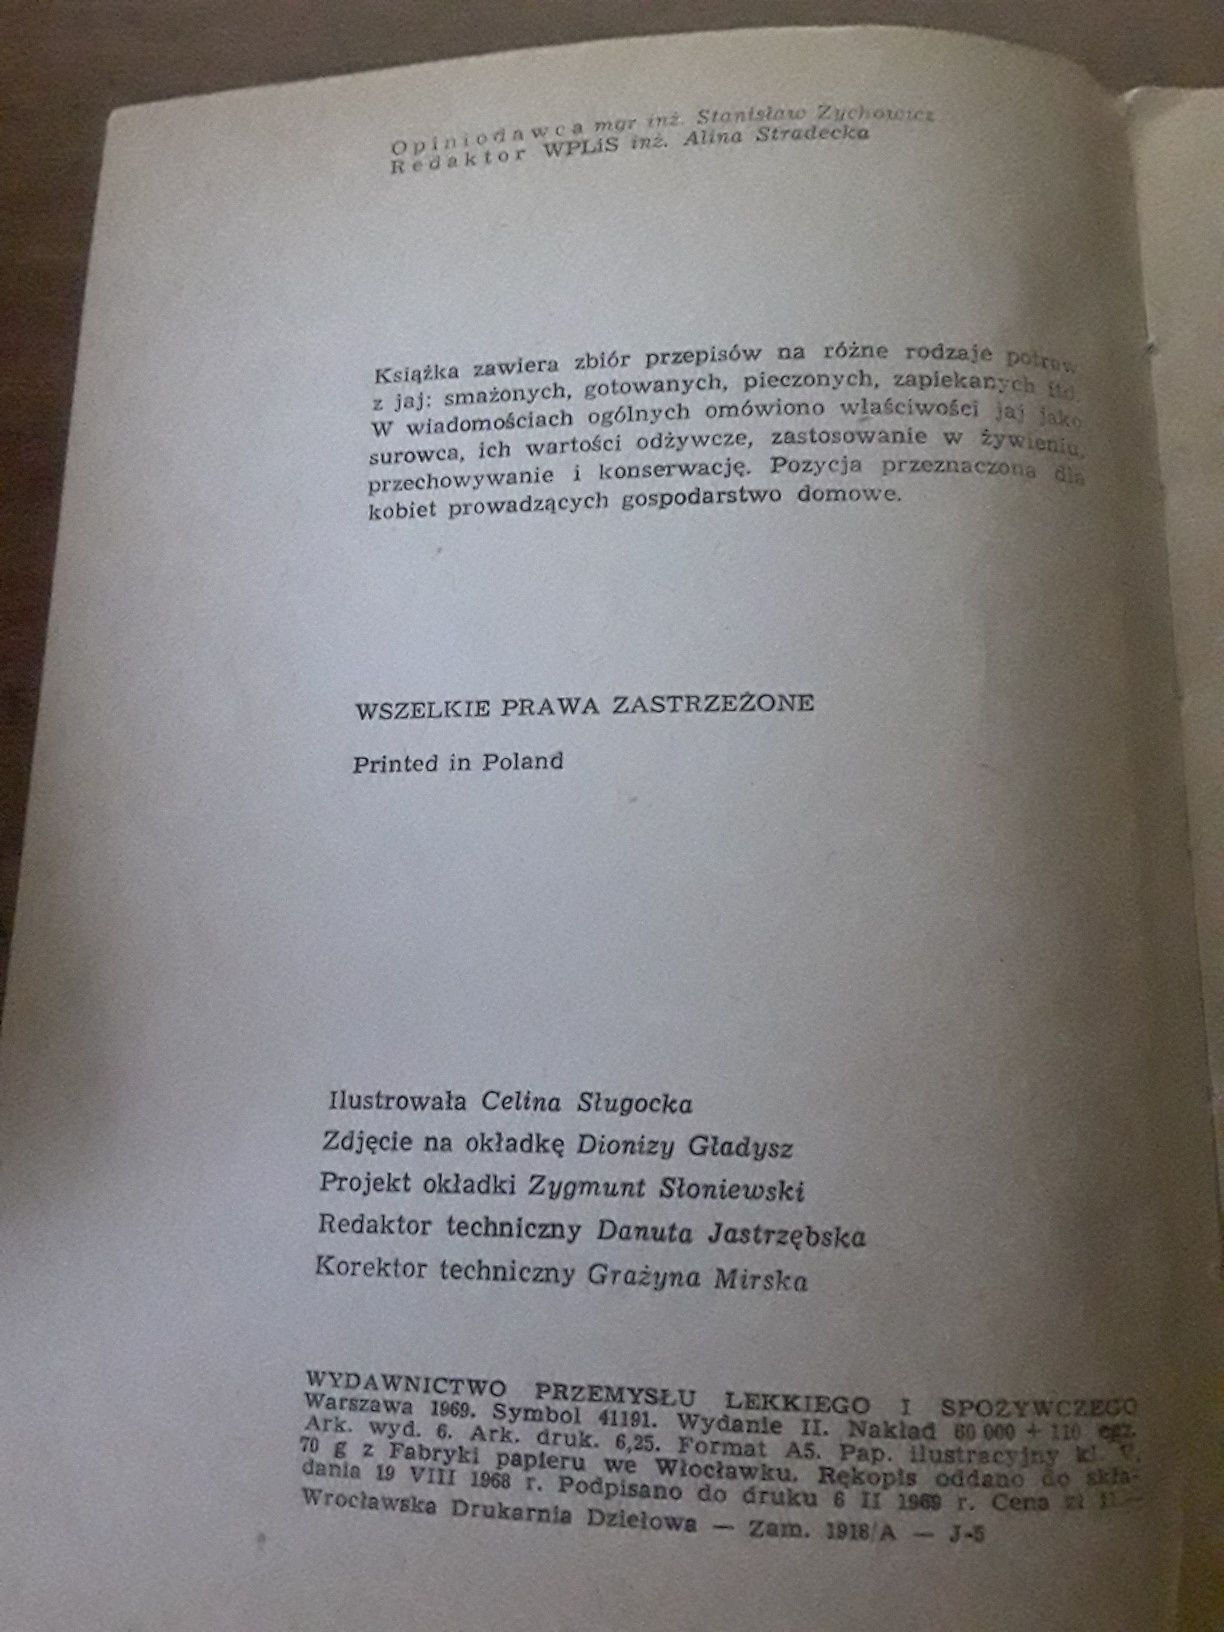 Opiniodawca mgr inż. Stanisław Zychowicz
Redaktor WPLiS inż. Alina Stradecka
Książka zawiera zbiór przepisów na różne rodzaje potraw
z jaj: smażonych, gotowanych, pieczonych, zapiekanych itd.
W wiadomościach ogólnych omówiono właściwości jaj jako
surowca, ich wartości odżywcze, zastosowanie w żywieniu,
przechowywanie i konserwację. Pozycja przeznaczona dla
kobiet prowadzących gospodarstwo domowe.
WSZELKIE PRAWA ZASTRZEŻONE
Printed in Poland
Ilustrowała Celina Sługocka
Zdjęcie na okładkę Dionizy Gładysz
Projekt okładki Zygmunt Słoniewski
Redaktor techniczny Danuta Jastrzębska
Korektor techniczny Grażyna Mirska
WYDAWNICTWO PRZEMYSŁU LEKKIEGO I SPOŻYWCZEGO
Warszawa 1969. Symbol 41191. Wydanie II. Nakład 60 000 + 110 egz.
Ark. wyd. 6. Ark. druk. 6,25. Format A5. Pap. ilustracyjny kl. V,
70 g z Fabryki papieru we Włocławku. Rękopis oddano do skła-
dania 19 VIII 1968 r. Podpisano do druku 6 II 1969 r. Cena zł
Wrocławska Drukarnia Dziełowa — Zam. 1918/A — J-5